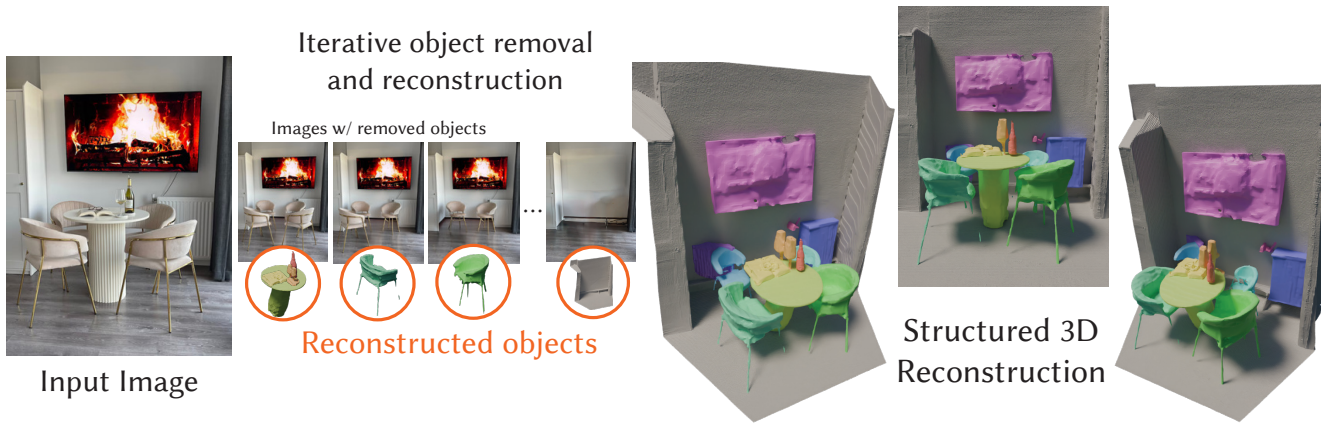 Iterative object removal
and reconstruction
Images w/ removed objects
...
Reconstructed objects
Input Image
Structured 3D
Reconstruction